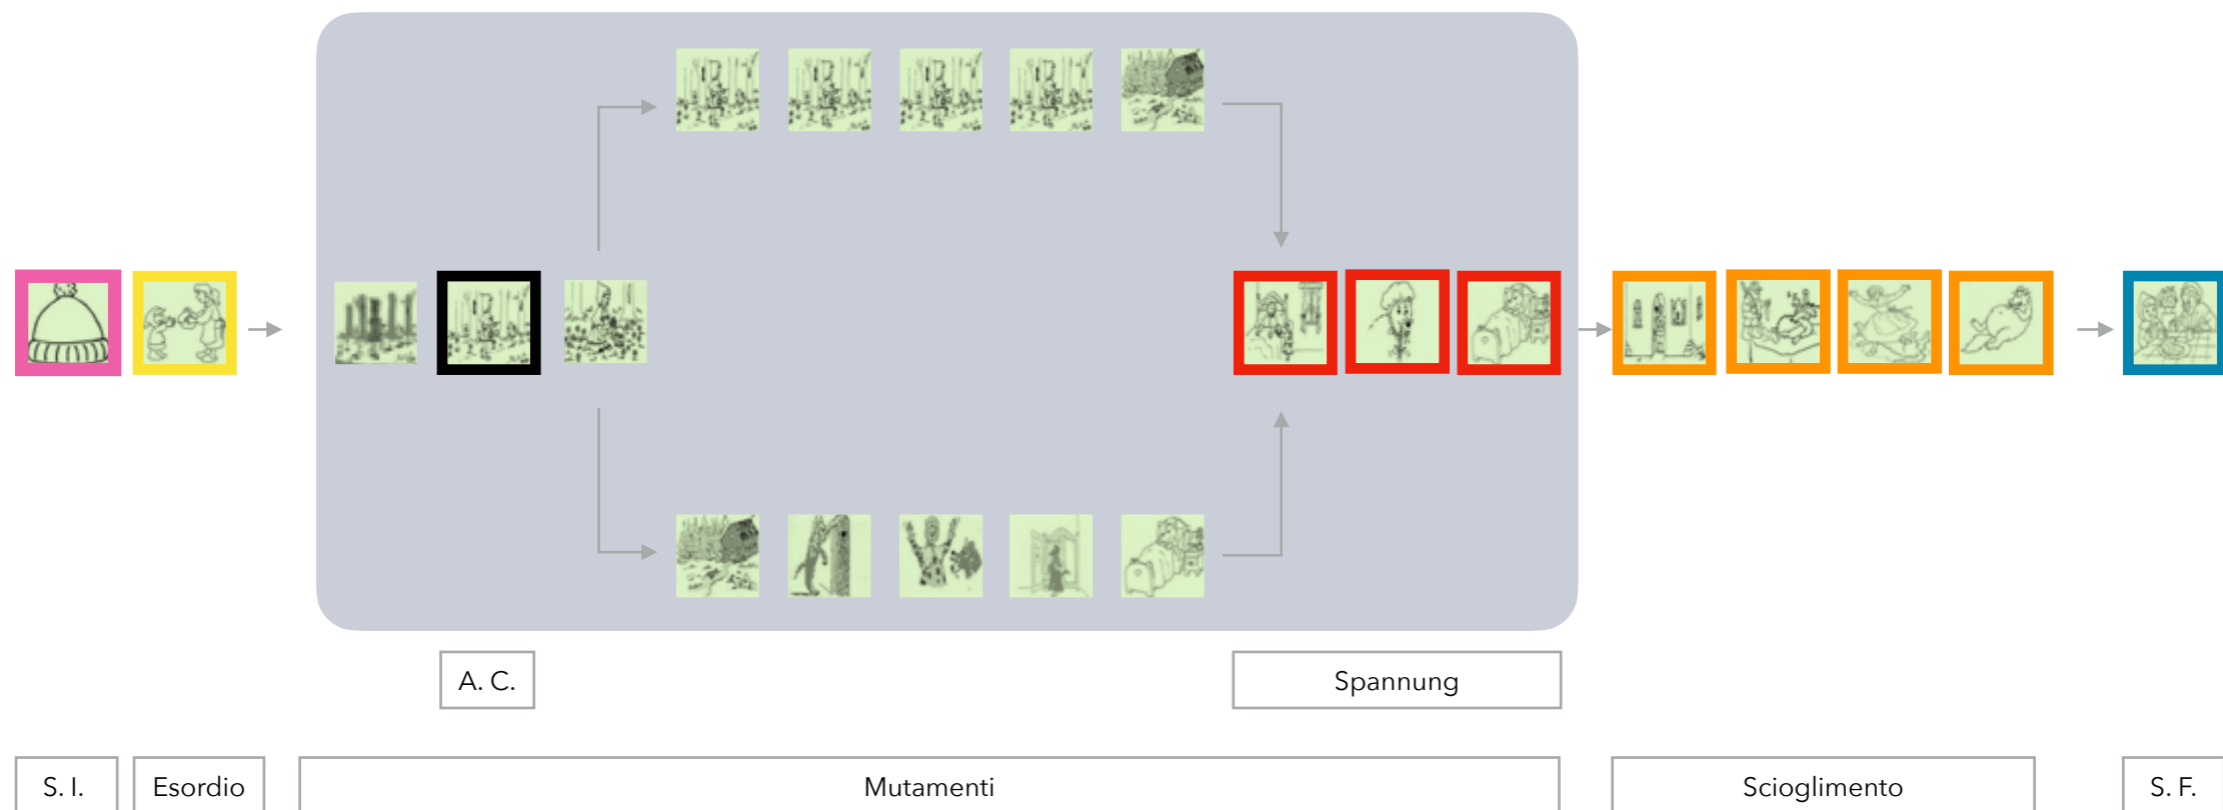 A. C.
Spannung
S. I.
Esordio
Mutamenti
Scioglimento
S. F.